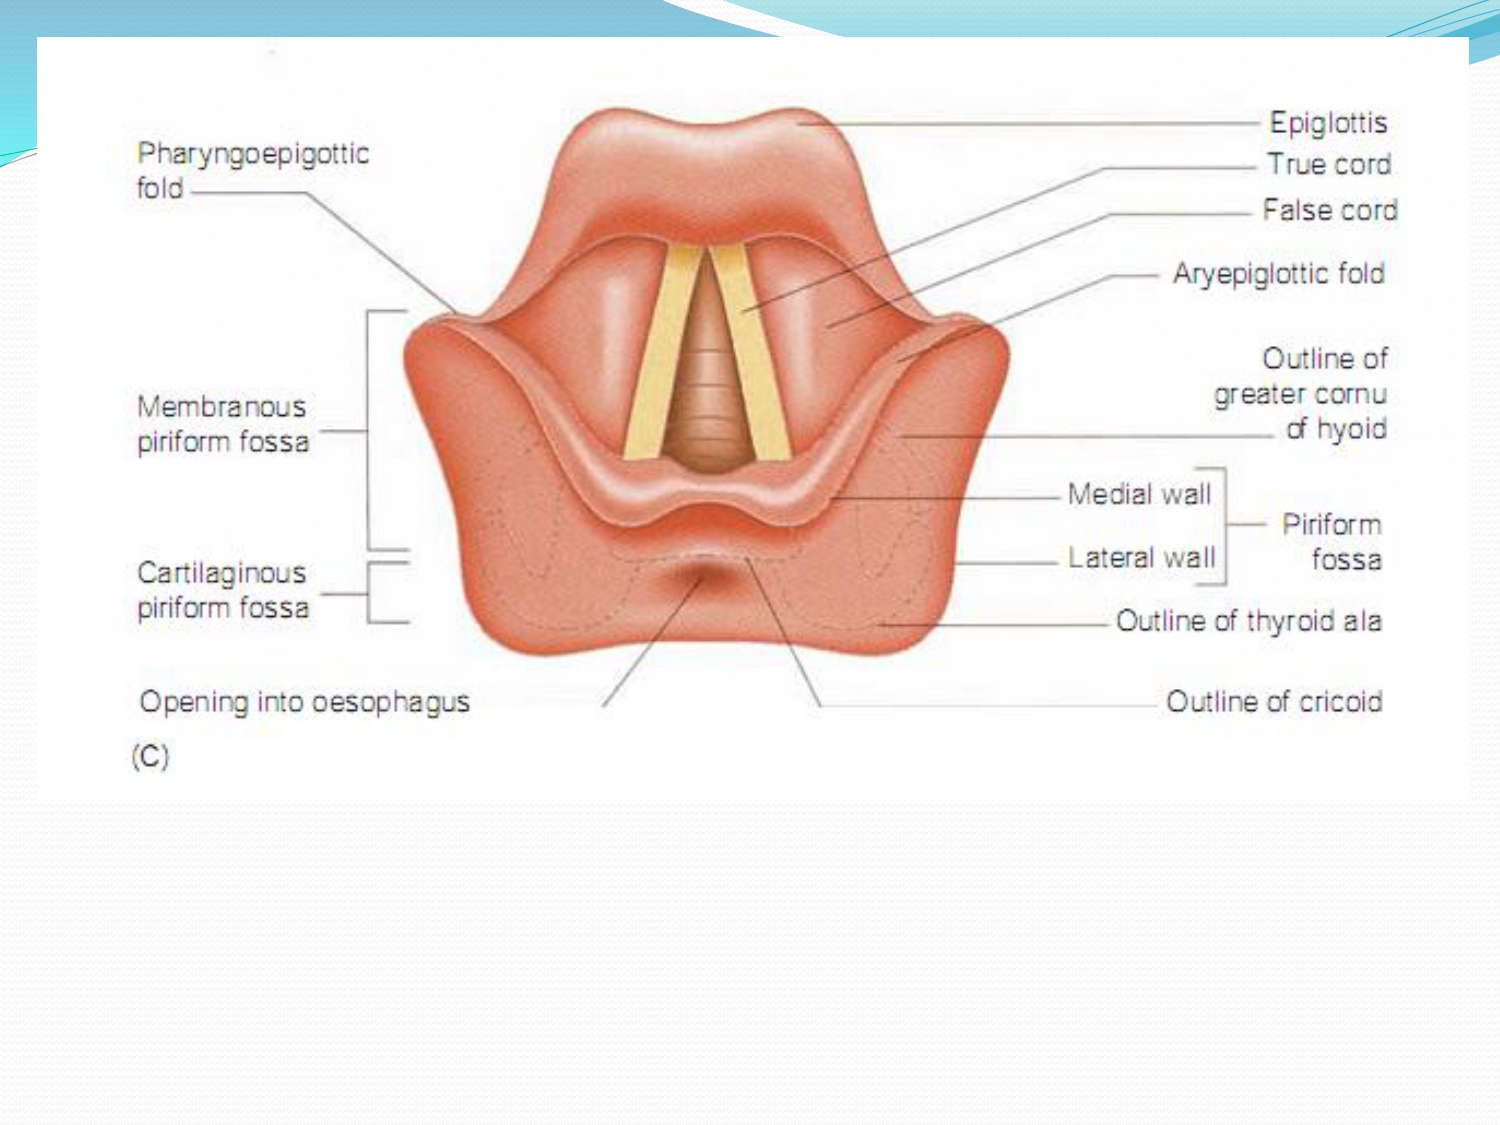 Pharyngoepigottic
fold
Membranous
piriform fossa
Cartilaginous
piriform fossa
Opening into oesophagus
(C)
Epiglottis
True cord
False cord
Aryepiglottic fold
Outline of
greater cornu
of hyoid
Medial wall
Lateral wall
Piriform
fossa
Outline of thyroid ala
Outline of cricoid